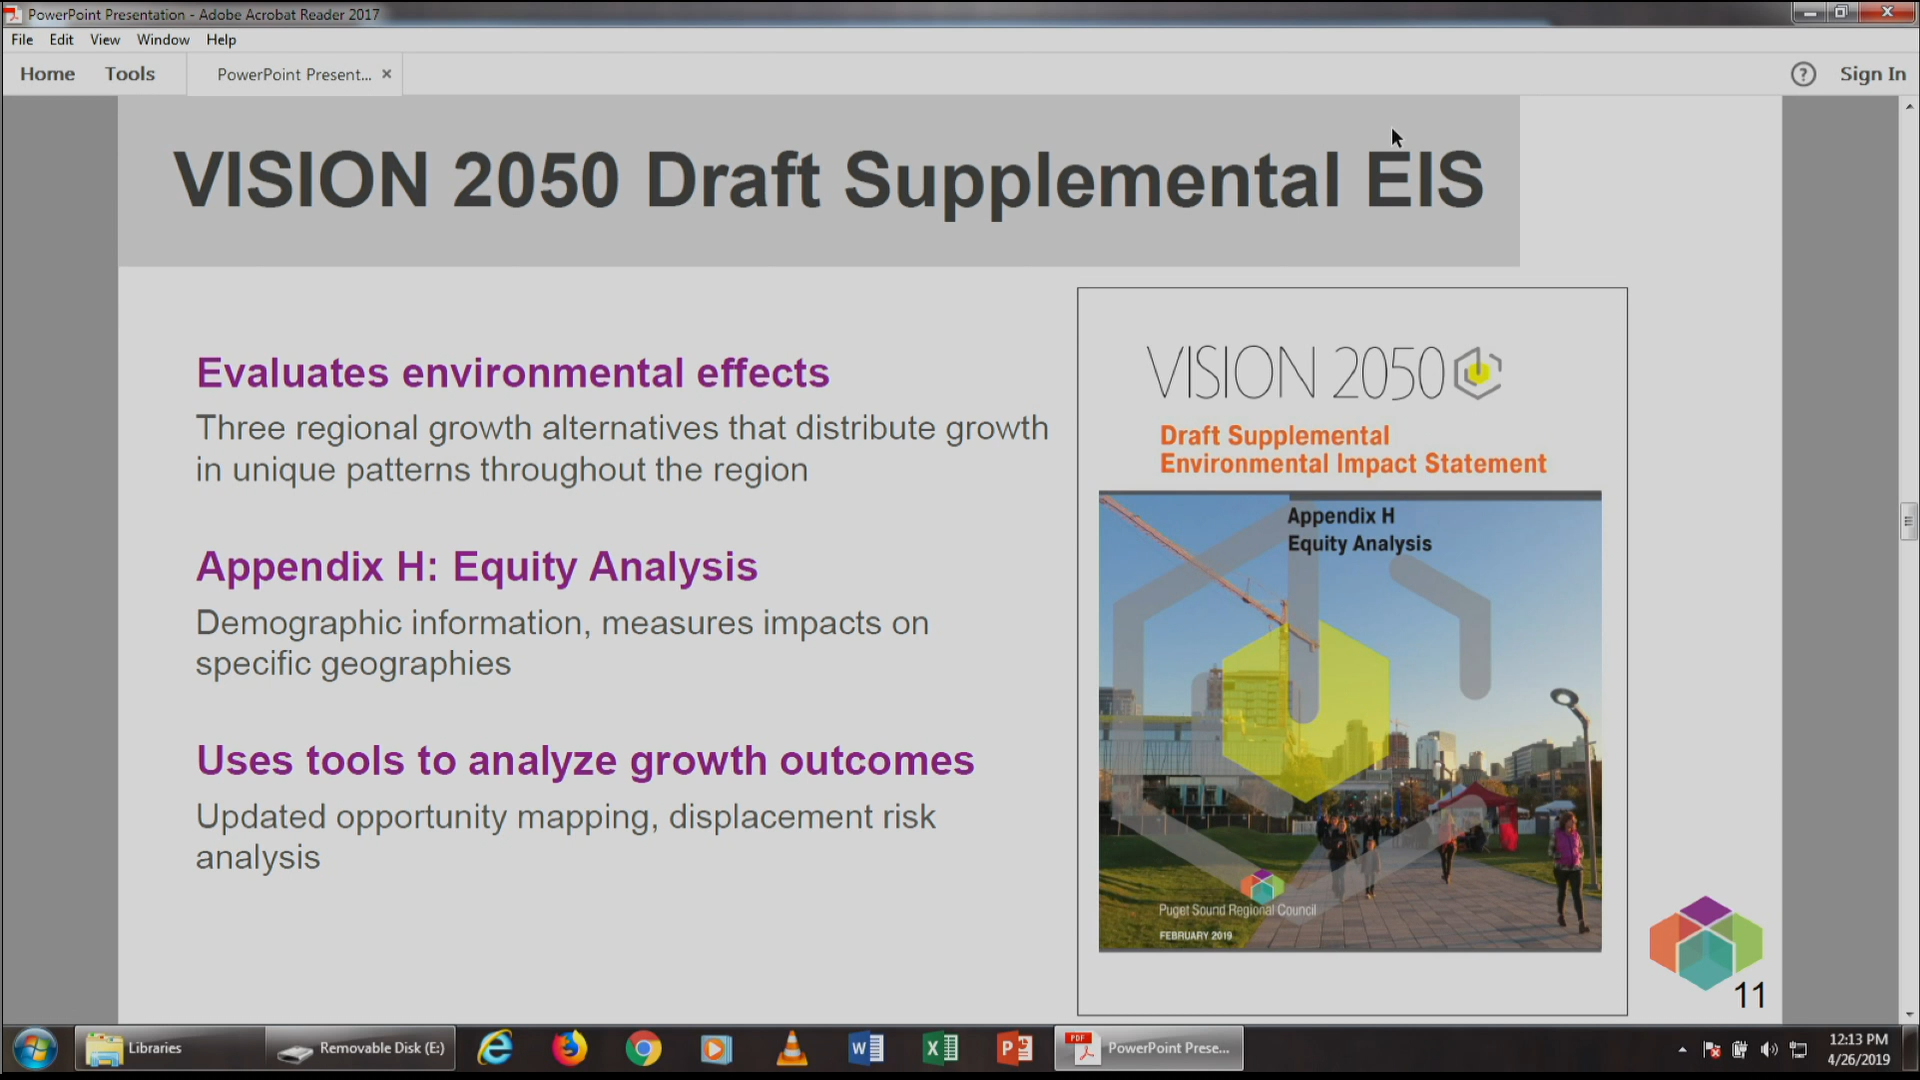 PowerPoint Presentation - Adobe Acrobat Reader 2017
File Edit View Window Help
Home Tools PowerPoint Present... × ? Sign In
VISION 2050 Draft Supplemental EIS
Evaluates environmental effects
Three regional growth alternatives that distribute growth
in unique patterns throughout the region
Appendix H: Equity Analysis
Demographic information, measures impacts on
specific geographies
Uses tools to analyze growth outcomes
Updated opportunity mapping, displacement risk
analysis
VISION 2050
Draft Supplemental
Environmental Impact Statement
Appendix H
Equity Analysis
Puget Sound Regional Council
FEBRUARY 2019
11
Libraries Removable Disk (E:) PowerPoint Prese...
12:13 PM
4/26/2019